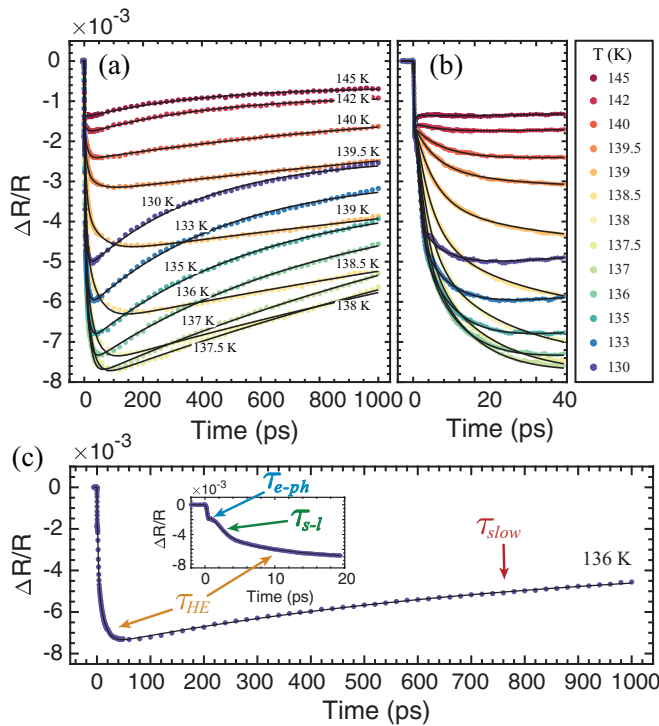 ×10⁻³
(a)
(b)
T (K)
0
-1
-2
-3
-4
-5
-6
-7
-8
ΔR/R
145 K
142 K
140 K
139.5 K
130 K
133 K
139 K
135 K
136 K
138.5 K
137 K
138 K
137.5 K
145
142
140
139.5
139
138.5
138
137.5
137
136
135
133
130
0 200 400 600 800 1000
0 20 40
Time (ps)
Time (ps)
×10⁻³
(c)
0
-2
-4
-6
-8
ΔR/R
×10⁻³
0
-4
-8
ΔR/R
0 10 20
Time (ps)
τe-ph
τs-l
τHE
τslow
136 K
0 100 200 300 400 500 600 700 800 900 1000
Time (ps)